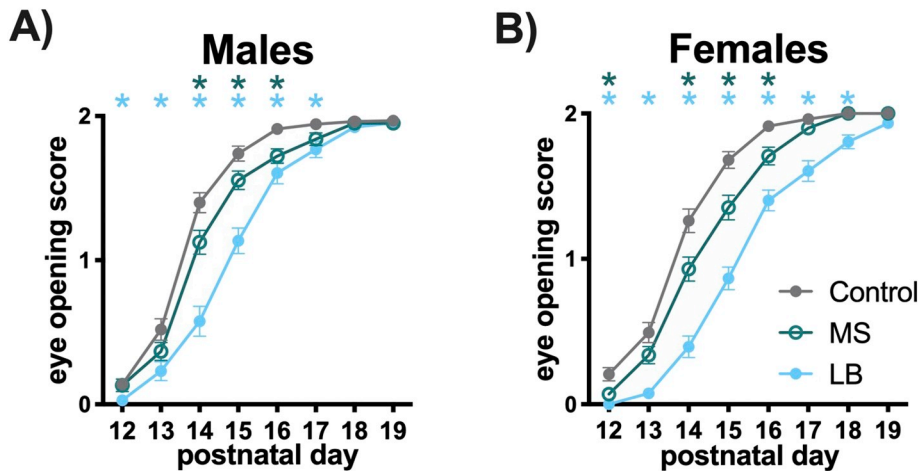 A)
Males
* * *
* * * * * *
2
1
0
eye opening score
12 13 14 15 16 17 18 19
postnatal day
B)
Females
* * * *
* * * * * * *
2
1
0
eye opening score
Control
MS
LB
12 13 14 15 16 17 18 19
postnatal day